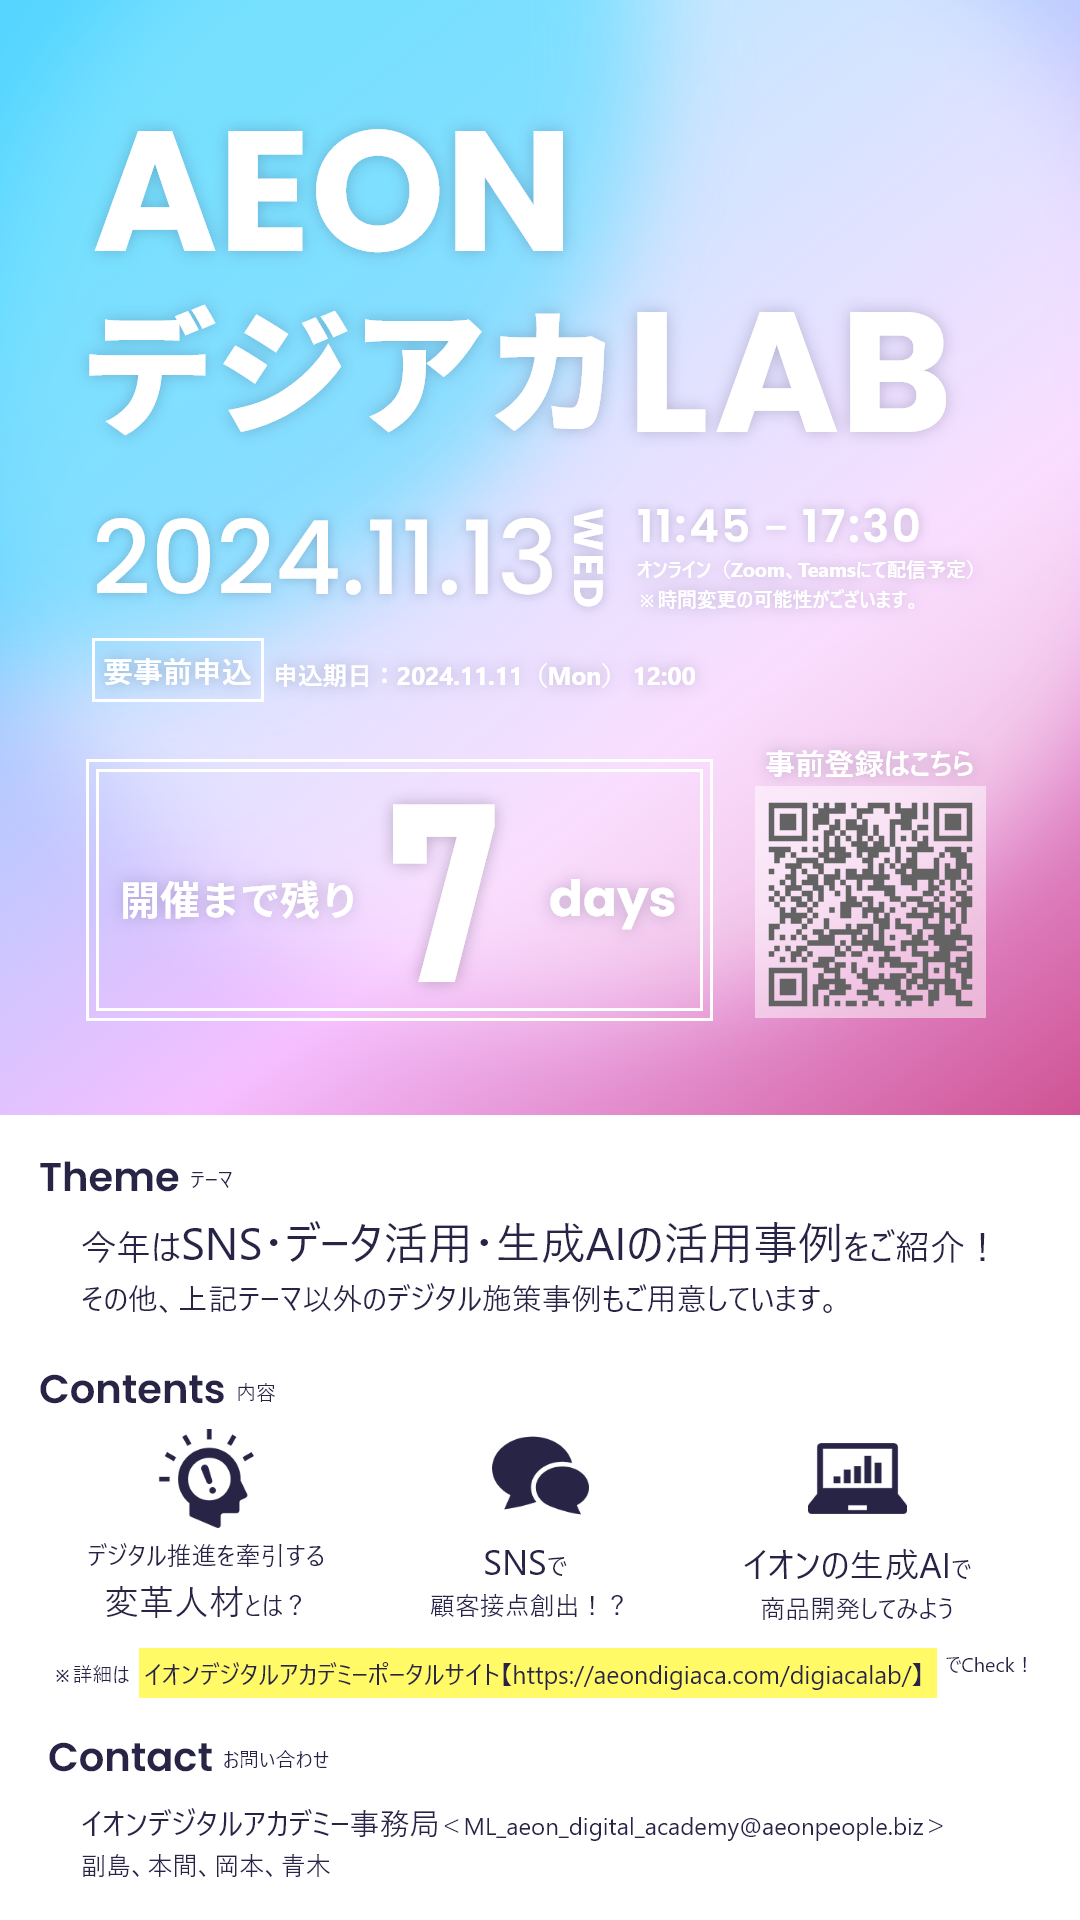 AEON
デジアカLAB
2024.11.13 WED
11:45 – 17:30
オンライン（Zoom、Teamsにて配信予定）
※時間変更の可能性がございます。
要事前申込 申込期日：2024.11.11（Mon） 12:00
開催まで残り 7 days
事前登録はこちら
Theme テーマ
今年はSNS・データ活用・生成AIの活用事例をご紹介！
その他、上記テーマ以外のデジタル施策事例もご用意しています。
Contents 内容
デジタル推進を牽引する
変革人材とは？
SNSで
顧客接点創出！？
イオンの生成AIで
商品開発してみよう
※詳細は イオンデジタルアカデミーポータルサイト【https://aeondigiaca.com/digiacalab/】 でCheck！
Contact お問い合わせ
イオンデジタルアカデミー事務局＜ML_aeon_digital_academy@aeonpeople.biz＞
副島、本間、岡本、青木